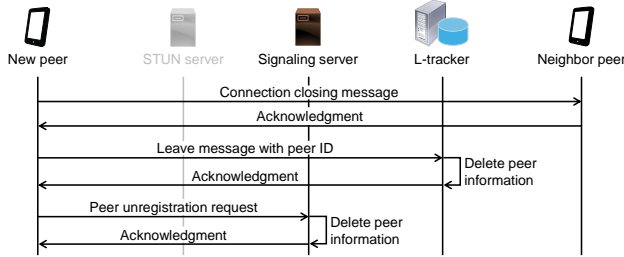 New peer
STUN server
Signaling server
L-tracker
Neighbor peer
Connection closing message
Acknowledgment
Leave message with peer ID
Delete peer
information
Acknowledgment
Peer unregistration request
Delete peer
information
Acknowledgment